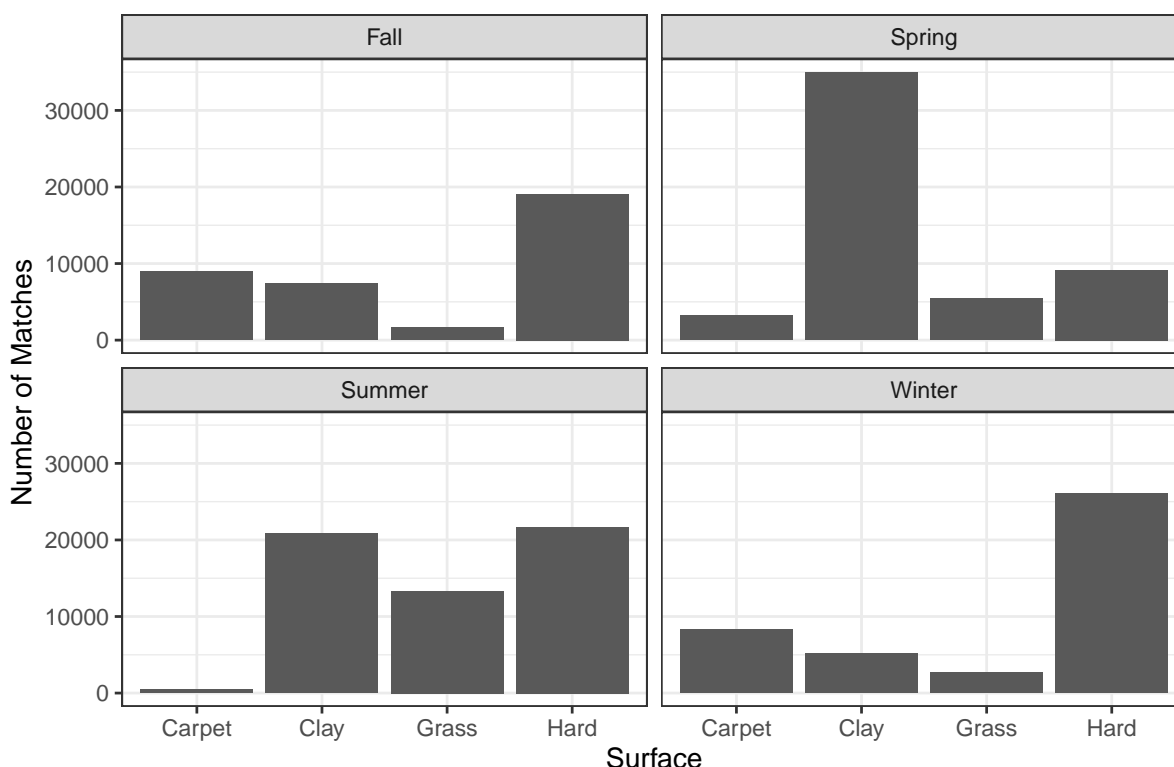 Fall
Spring
30000
20000
10000
0
Summer
Winter
30000
20000
10000
0
Carpet
Clay
Grass
Hard
Carpet
Clay
Grass
Hard
Surface
Number of Matches